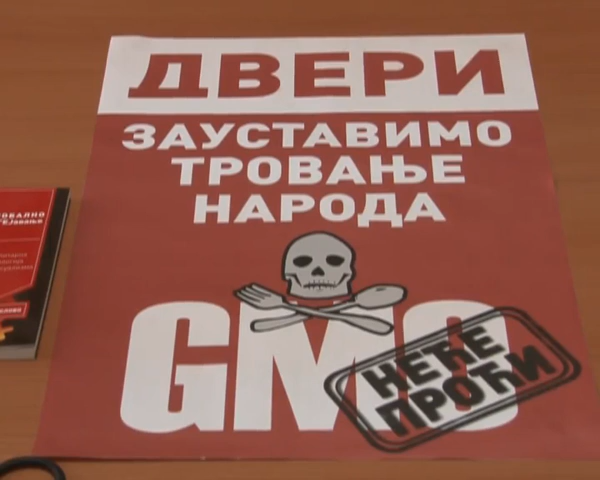 ДВЕРИ
ЗАУСТАВИМО
ТРОВАЊЕ
НАРОДА
GMO
НЕЋЕ
ПРОЋИ